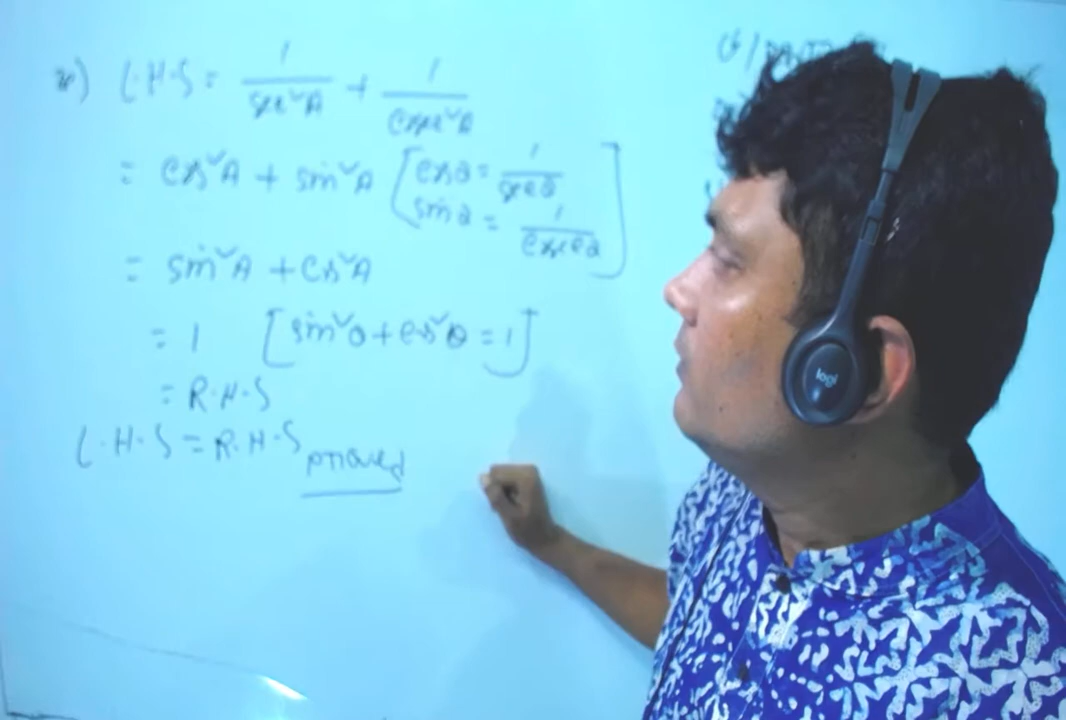 L.H.S = 1/sec²A + 1/cosec²A
= cos²A + sin²A [cosθ = 1/secθ
sinθ = 1/cosecθ]
= sin²A + cos²A
= 1 [sin²θ + cos²θ = 1]
= R.H.S
L.H.S = R.H.S proved
logi